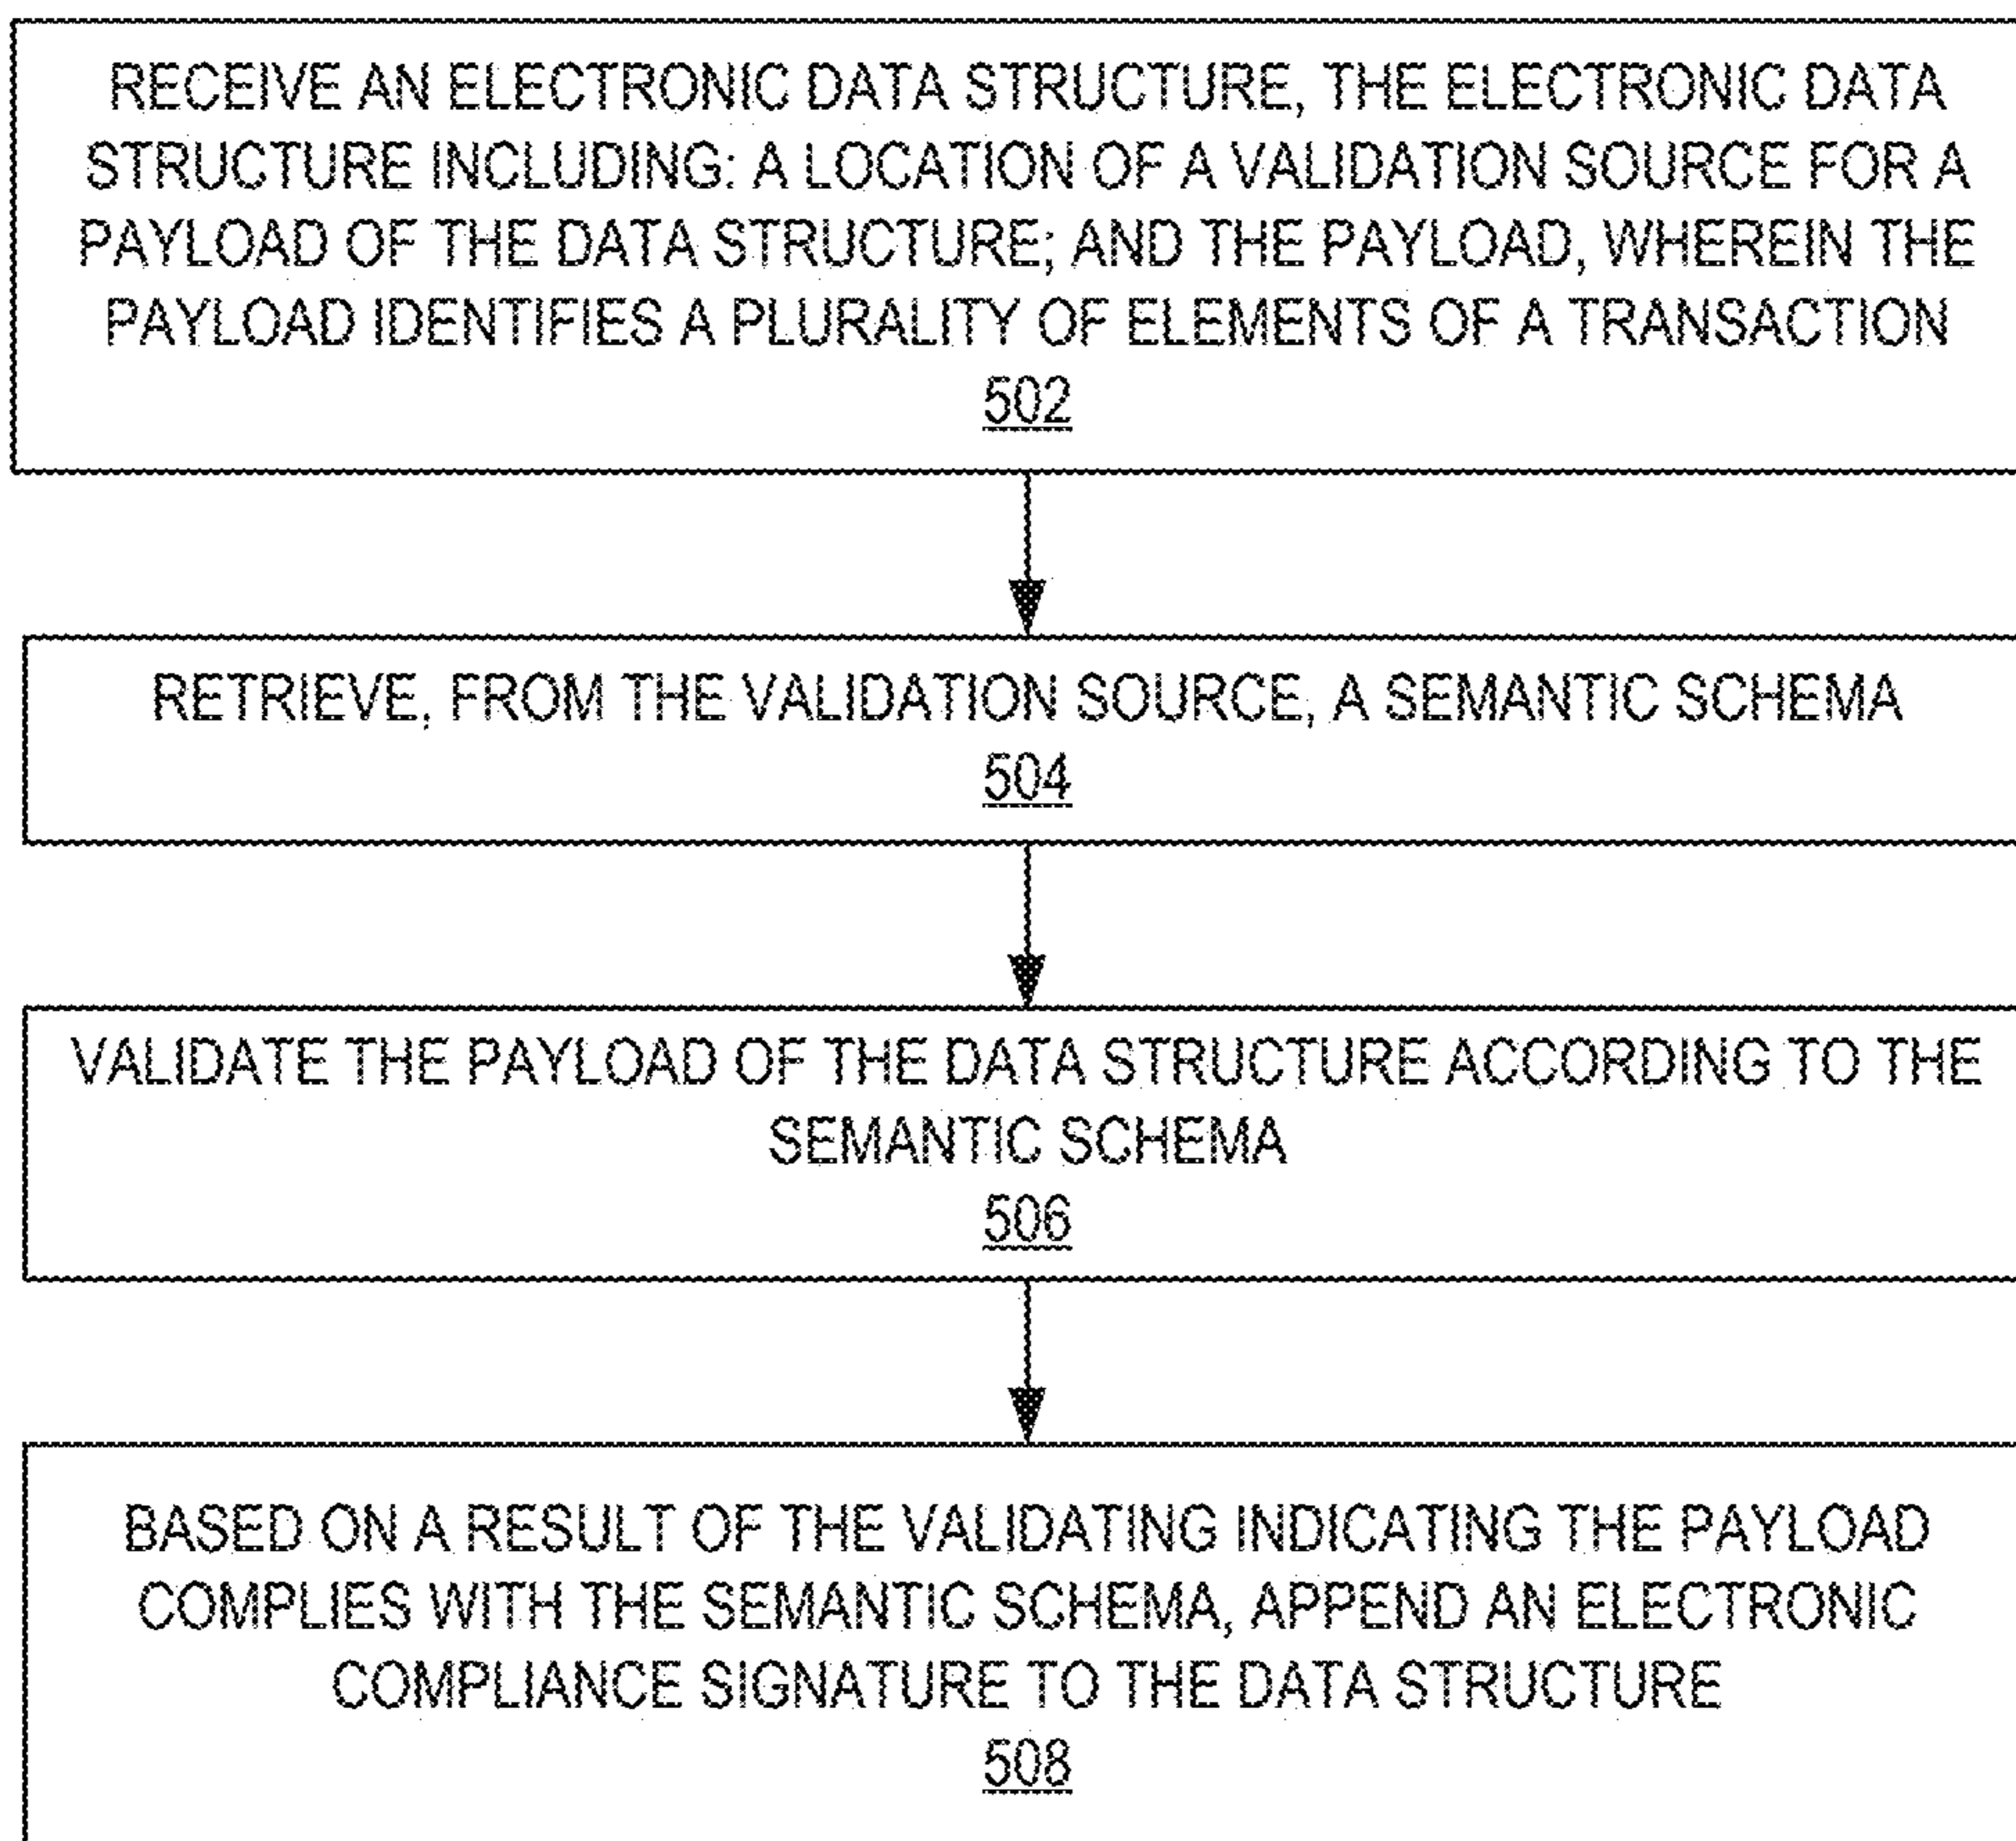 RECEIVE AN ELECTRONIC DATA STRUCTURE, THE ELECTRONIC DATA
STRUCTURE INCLUDING: A LOCATION OF A VALIDATION SOURCE FOR A
PAYLOAD OF THE DATA STRUCTURE; AND THE PAYLOAD, WHEREIN THE
PAYLOAD IDENTIFIES A PLURALITY OF ELEMENTS OF A TRANSACTION
502
RETRIEVE, FROM THE VALIDATION SOURCE, A SEMANTIC SCHEMA
504
VALIDATE THE PAYLOAD OF THE DATA STRUCTURE ACCORDING TO THE
SEMANTIC SCHEMA
506
BASED ON A RESULT OF THE VALIDATING INDICATING THE PAYLOAD
COMPLIES WITH THE SEMANTIC SCHEMA, APPEND AN ELECTRONIC
COMPLIANCE SIGNATURE TO THE DATA STRUCTURE
508